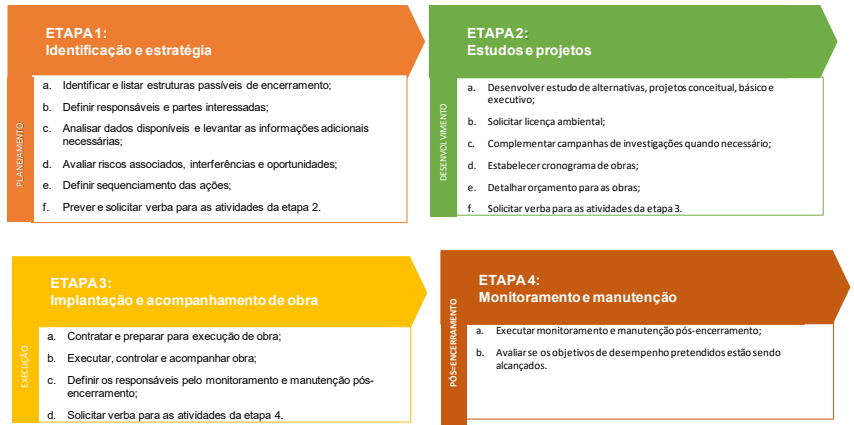 ETAPA 1:
Identificação e estratégia
PLANEJAMENTO
a. Identificar e listar estruturas passíveis de encerramento;
b. Definir responsáveis e partes interessadas;
c. Analisar dados disponíveis e levantar as informações adicionais
necessárias;
d. Avaliar riscos associados, interferências e oportunidades;
e. Definir sequenciamento das ações;
f. Prever e solicitar verba para as atividades da etapa 2.
ETAPA 2:
Estudos e projetos
DESENVOLVIMENTO
a. Desenvolver estudo de alternativas, projetos conceitual, básico e
executivo;
b. Solicitar licença ambiental;
c. Complementar campanhas de investigações quando necessário;
d. Estabelecer cronograma de obras;
e. Detalhar orçamento para as obras;
f. Solicitar verba para as atividades da etapa 3.
ETAPA 3:
Implantação e acompanhamento de obra
EXECUÇÃO
a. Contratar e preparar para execução de obra;
b. Executar, controlar e acompanhar obra;
c. Definir os responsáveis pelo monitoramento e manutenção pós-
encerramento;
d. Solicitar verba para as atividades da etapa 4.
ETAPA 4:
Monitoramento e manutenção
PÓS=ENCERRAMENTO
a. Executar monitoramento e manutenção pós-encerramento;
b. Avaliar se os objetivos de desempenho pretendidos estão sendo
alcançados.